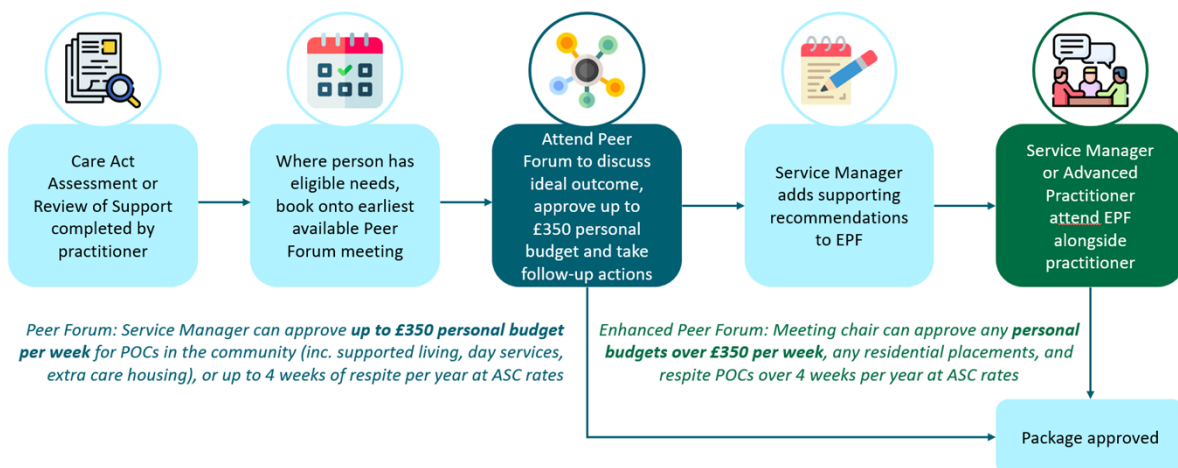 Care Act
Assessment or
Review of Support
completed by
practitioner
Where person has
eligible needs,
book onto earliest
available Peer
Forum meeting
Attend Peer
Forum to discuss
ideal outcome,
approve up to
£350 personal
budget and take
follow-up actions
Service Manager
adds supporting
recommendations
to EPF
Service Manager
or Advanced
Practitioner
attend EPF
alongside
practitioner
Peer Forum: Service Manager can approve up to £350 personal budget
per week for POCs in the community (inc. supported living, day services,
extra care housing), or up to 4 weeks of respite per year at ASC rates
Enhanced Peer Forum: Meeting chair can approve any personal
budgets over £350 per week, any residential placements, and
respite POCs over 4 weeks per year at ASC rates
Package approved